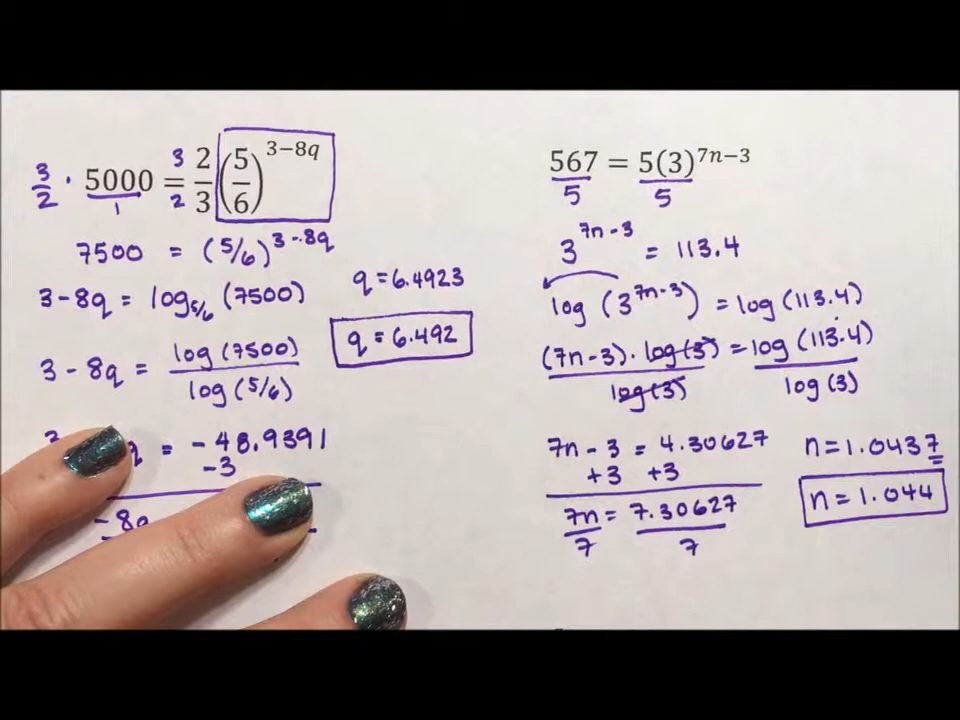 3/2 · 5000/1 = 3/2 2/3 (5/6)^3−8q
7500 = (5/6)^3-8q
3-8q = log_5/6 (7500)
3-8q = log(7500)/log(5/6)
q = -48.9391
-3
-8q
q = 6.4923
q = 6.492
567/5 = 5(3)^7n−3/5
3^7n-3 = 113.4
log(3^7n-3) = log(113.4)
(7n-3)·log(3)/log(3) = log(113.4)/log(3)
7n-3 = 4.30627
+3 +3
7n/7 = 7.30627/7
n=1.0437
n=1.044